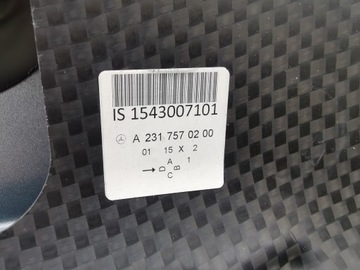 IS 1543007101
A 231 757 02 00
01 15 X 2
A 1
→ D B
C